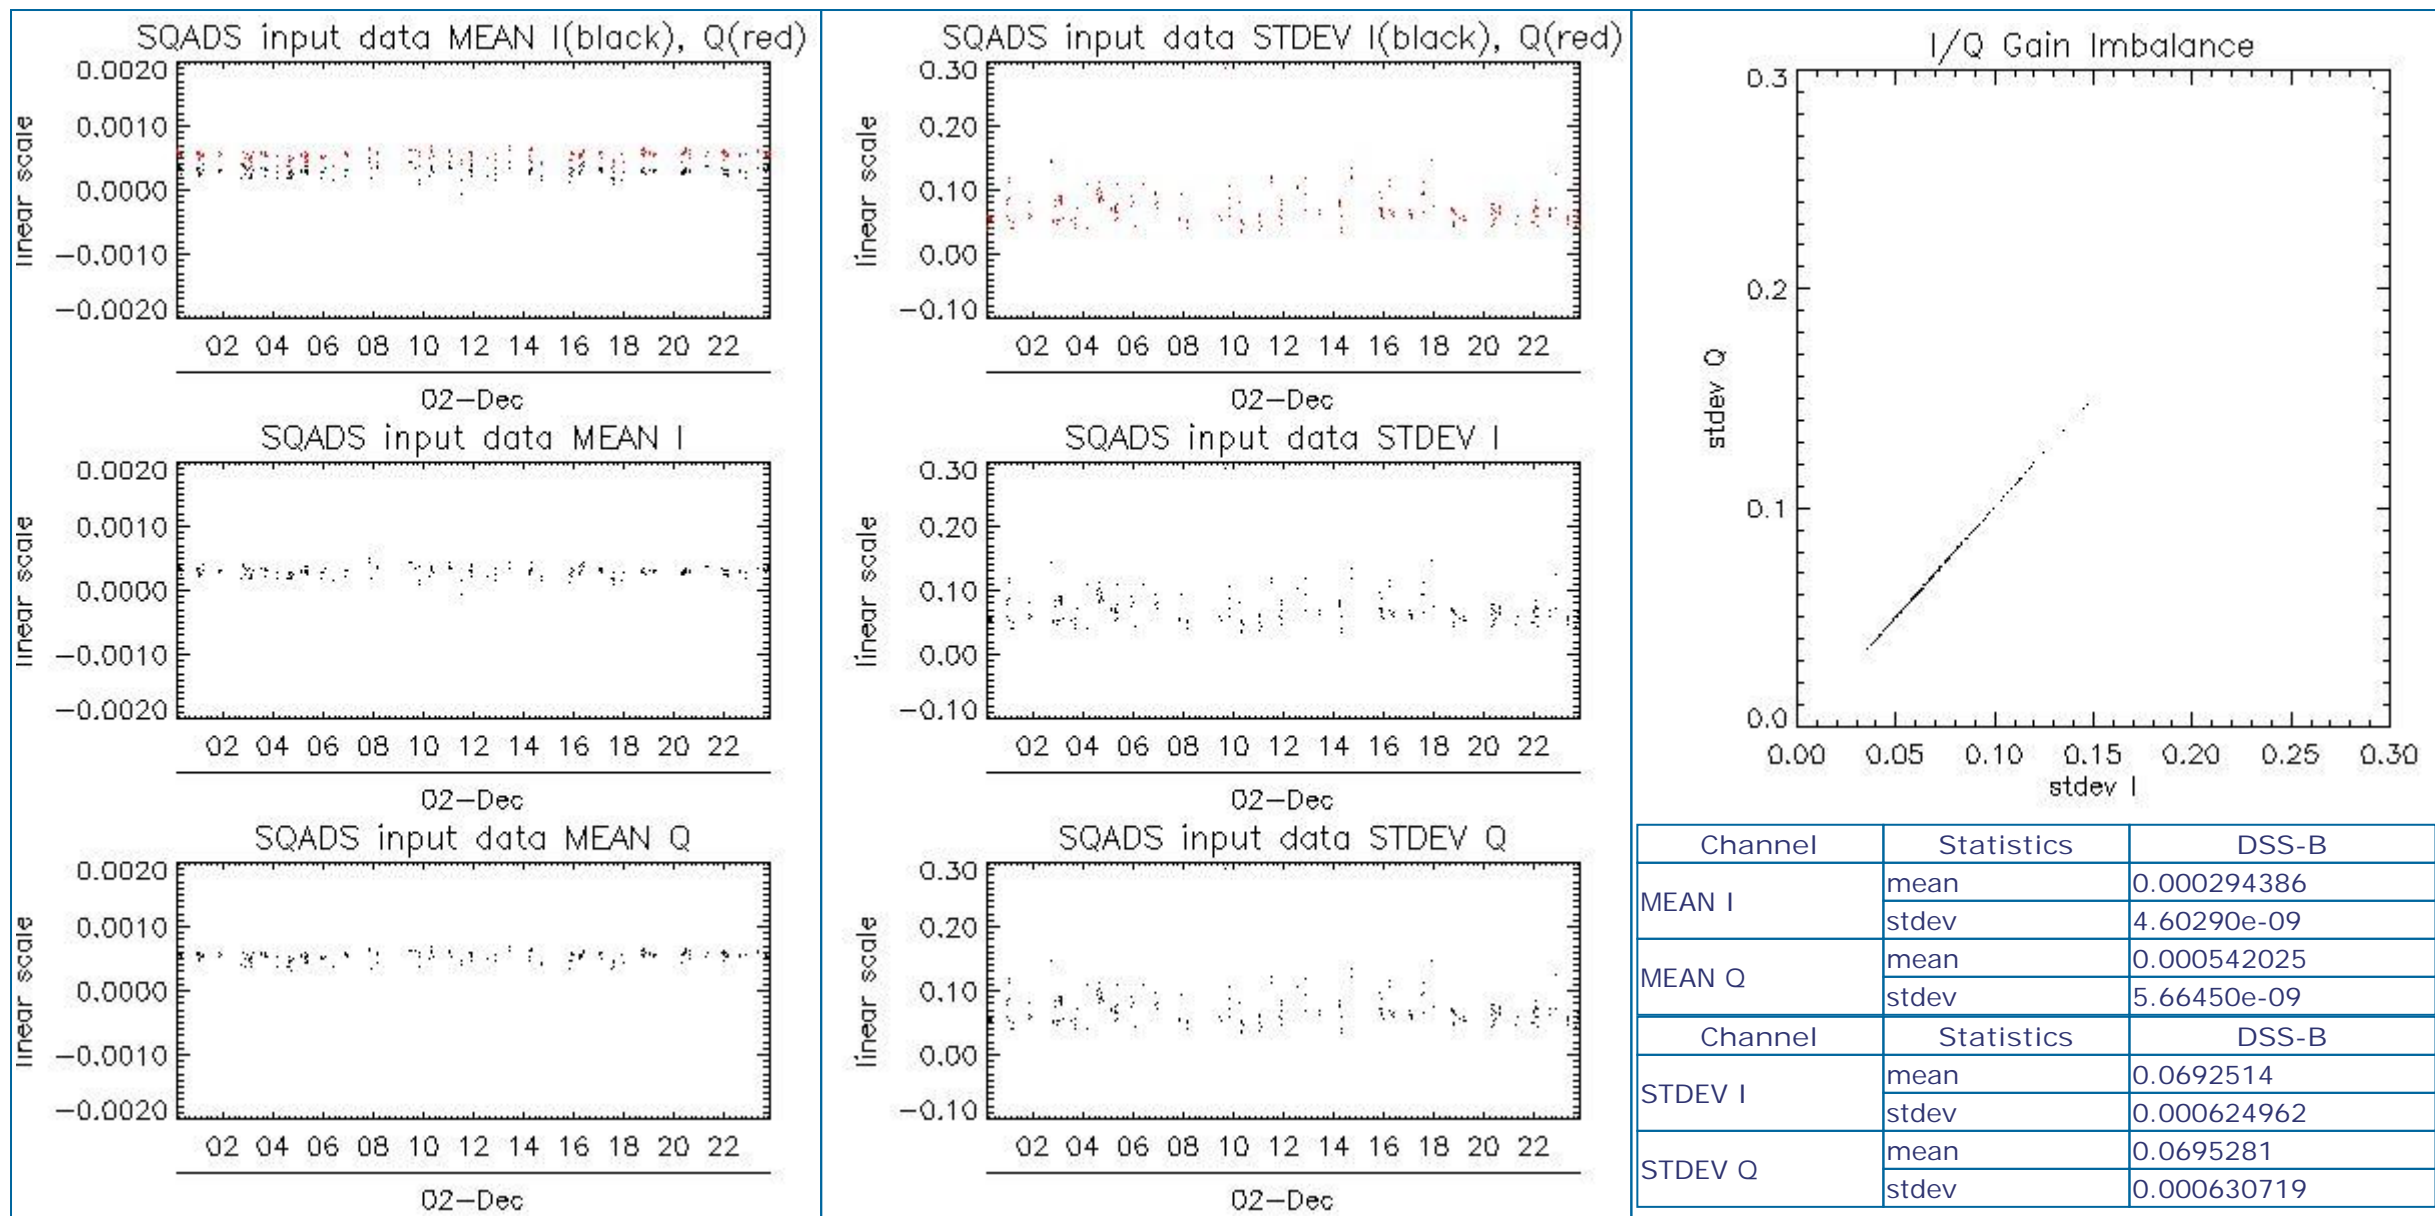 SQADS input data MEAN I(black), Q(red)
0.0020
0.0010
0.0000
-0.0010
-0.0020
linear scale
02 04 06 08 10 12 14 16 18 20 22
02-Dec
SQADS input data MEAN I
0.0020
0.0010
0.0000
-0.0010
-0.0020
linear scale
02 04 06 08 10 12 14 16 18 20 22
02-Dec
SQADS input data MEAN Q
0.0020
0.0010
0.0000
-0.0010
-0.0020
linear scale
02 04 06 08 10 12 14 16 18 20 22
02-Dec
SQADS input data STDEV I(black), Q(red)
0.30
0.20
0.10
0.00
-0.10
linear scale
02 04 06 08 10 12 14 16 18 20 22
02-Dec
SQADS input data STDEV I
0.30
0.20
0.10
0.00
-0.10
linear scale
02 04 06 08 10 12 14 16 18 20 22
02-Dec
SQADS input data STDEV Q
0.30
0.20
0.10
0.00
-0.10
linear scale
02 04 06 08 10 12 14 16 18 20 22
02-Dec
I/Q Gain Imbalance
0.3
0.2
0.1
0.0
stdev Q
0.00 0.05 0.10 0.15 0.20 0.25 0.30
stdev I
Channel Statistics DSS-B
MEAN I mean 0.000294386
stdev 4.60290e-09
MEAN Q mean 0.000542025
stdev 5.66450e-09
Channel Statistics DSS-B
STDEV I mean 0.0692514
stdev 0.000624962
STDEV Q mean 0.0695281
stdev 0.000630719